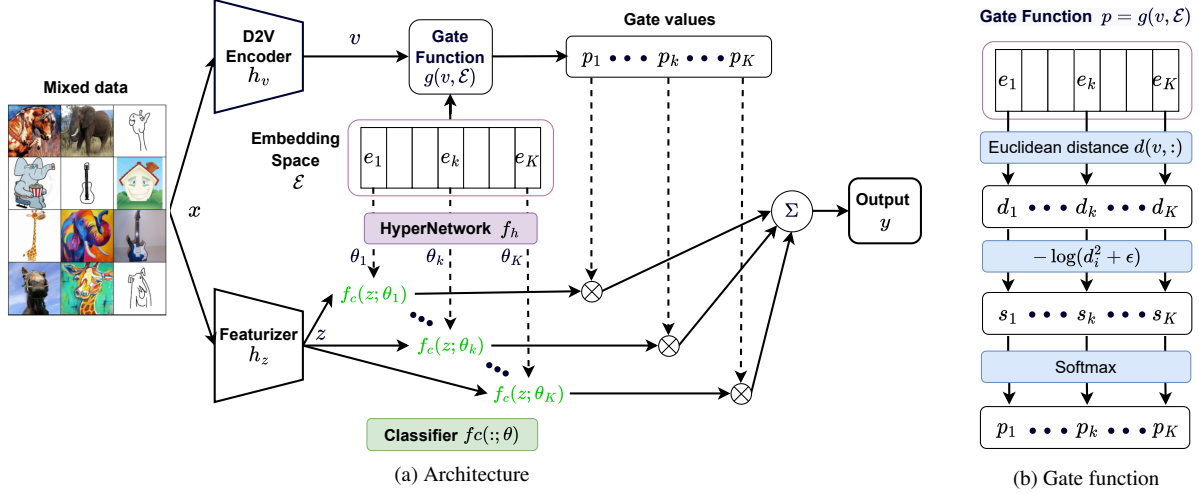 Mixed data
x
D2V
Encoder
h_v
v
Gate
Function
g(v, ℰ)
Gate values
p_1 • • • p_k • • • p_K
Embedding
Space
ℰ
e_1 e_k e_K
HyperNetwork f_h
θ_1 θ_k θ_K
Featurizer
h_z
z
f_c(z; θ_1)
f_c(z; θ_k)
f_c(z; θ_K)
Σ
Output
y
Classifier fc(:; θ)
(a) Architecture
Gate Function p = g(v, ℰ)
e_1 e_k e_K
Euclidean distance d(v, :)
d_1 • • • d_k • • • d_K
− log(d_i^2 + ϵ)
s_1 • • • s_k • • • s_K
Softmax
p_1 • • • p_k • • • p_K
(b) Gate function